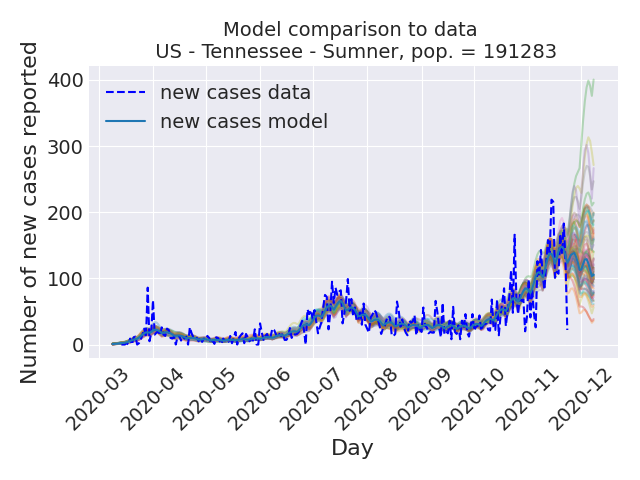 Model comparison to data
US - Tennessee - Sumner, pop. = 191283
Number of new cases reported
400
300
200
100
0
new cases data
new cases model
2020-03
2020-04
2020-05
2020-06
2020-07
2020-08
2020-09
2020-10
2020-11
2020-12
Day